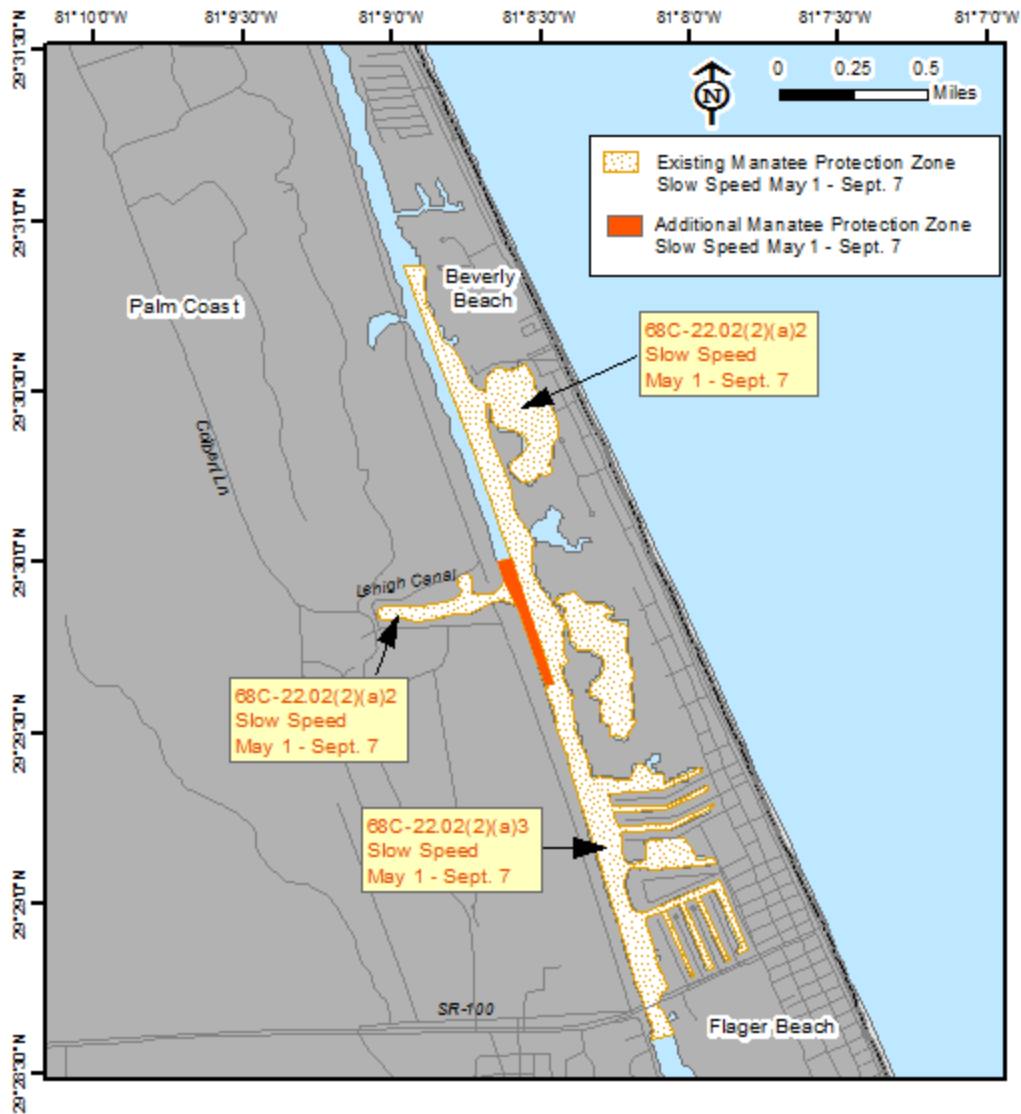 81°10'0"W 81°9'30"W 81°9'0"W 81°8'30"W 81°8'0"W 81°7'30"W 81°7'0"W
29°31'30"N
29°31'0"N
29°30'30"N
29°30'0"N
29°29'30"N
29°29'0"N
29°28'30"N
0 0.25 0.5
Miles
N
Existing Manatee Protection Zone
Slow Speed May 1 - Sept. 7
Additional Manatee Protection Zone
Slow Speed May 1 - Sept. 7
Beverly
Beach
Palm Coast
68C-22.02(2)(a)2
Slow Speed
May 1 - Sept. 7
Colbert Ln
Lehigh Canal
68C-22.02(2)(a)2
Slow Speed
May 1 - Sept. 7
68C-22.02(2)(a)3
Slow Speed
May 1 - Sept. 7
SR-100
Flager Beach